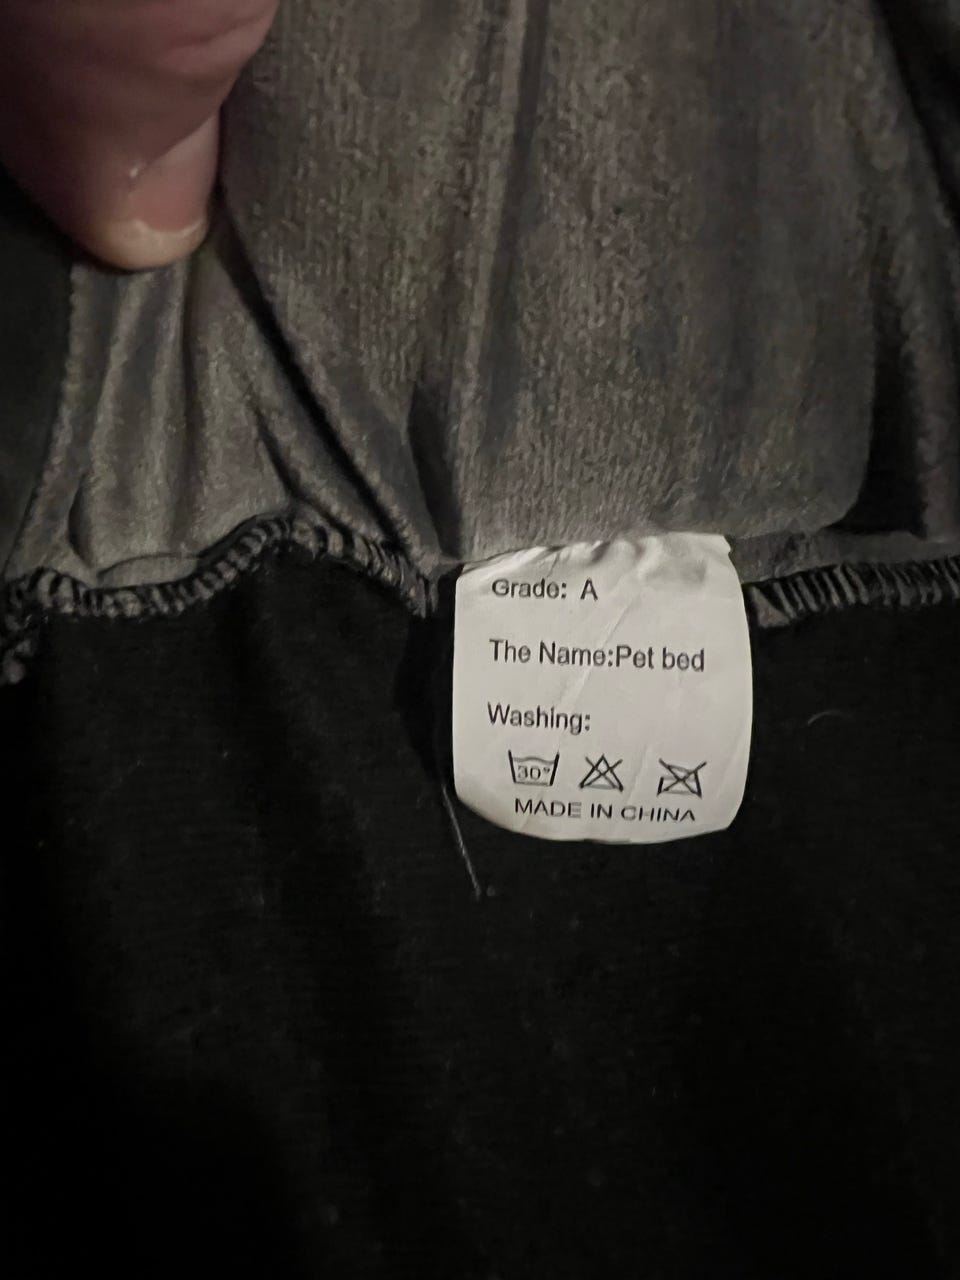 Grade: A
The Name:Pet bed
Washing:
30°
MADE IN CHINA